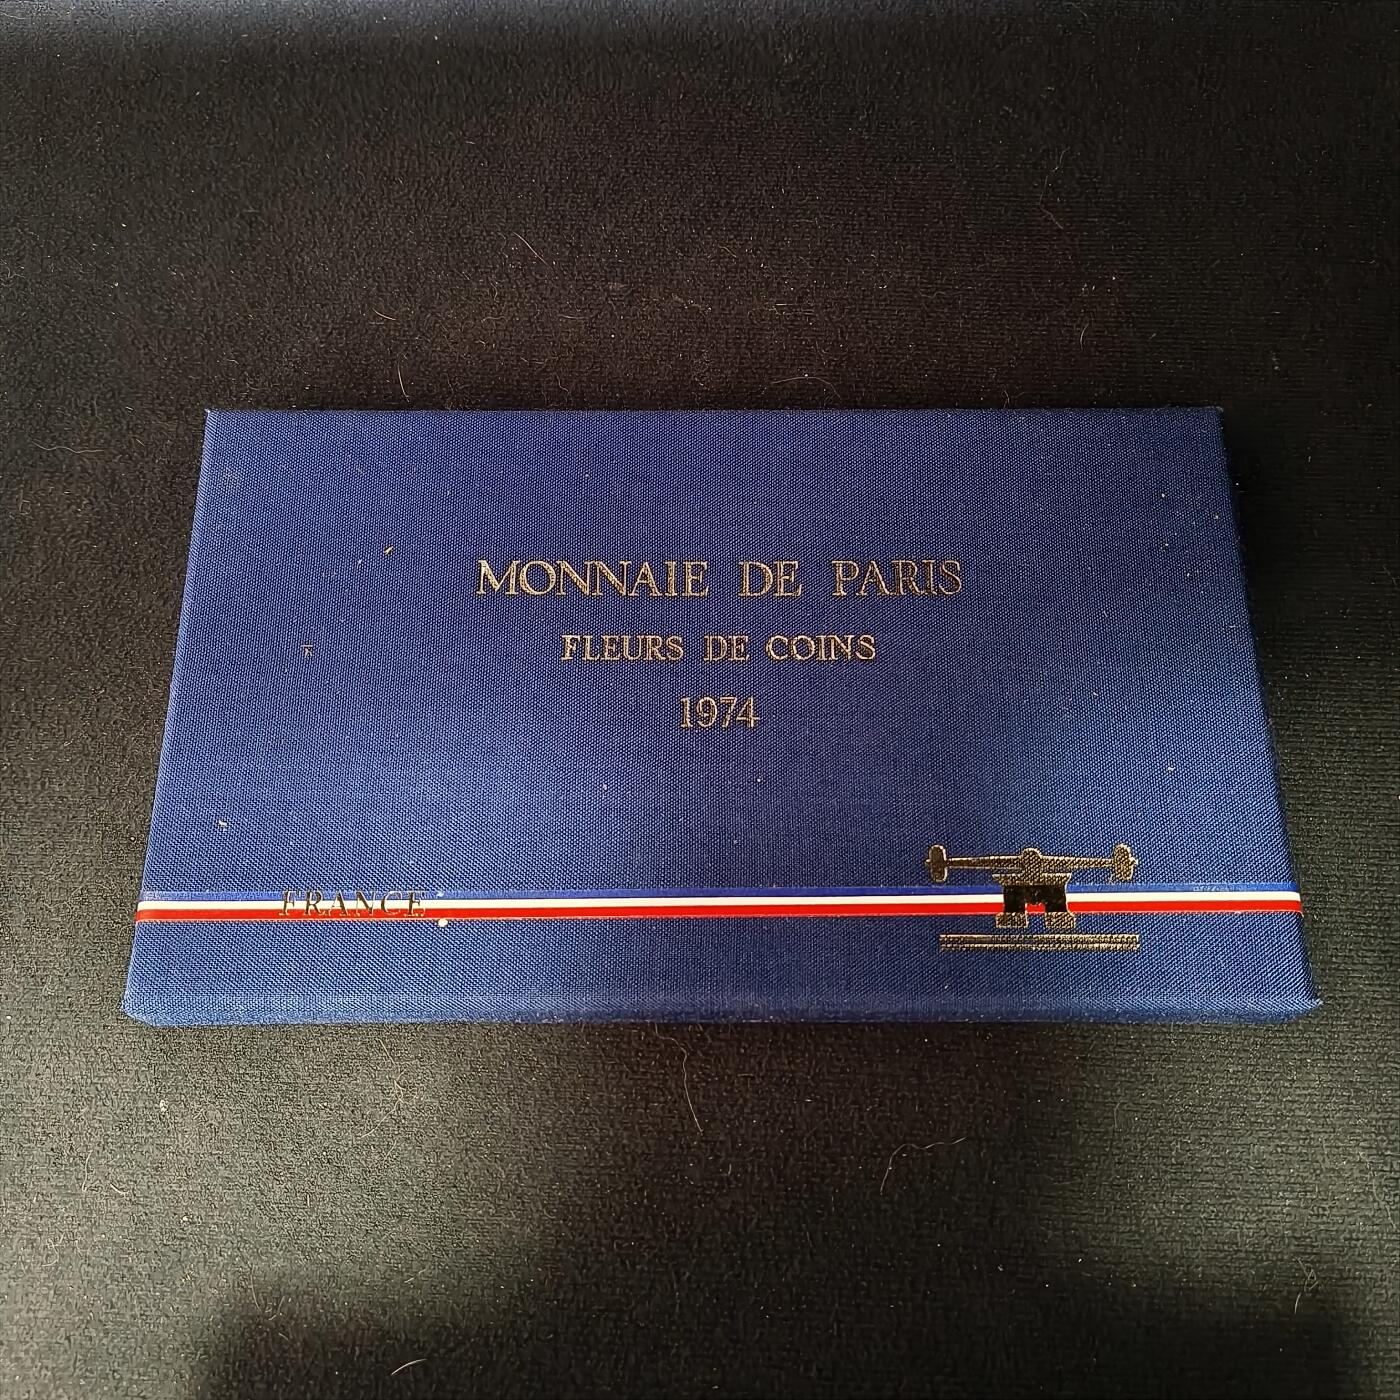 MONNAIE DE PARIS
FLEURS DE COINS
1974
FRANCE